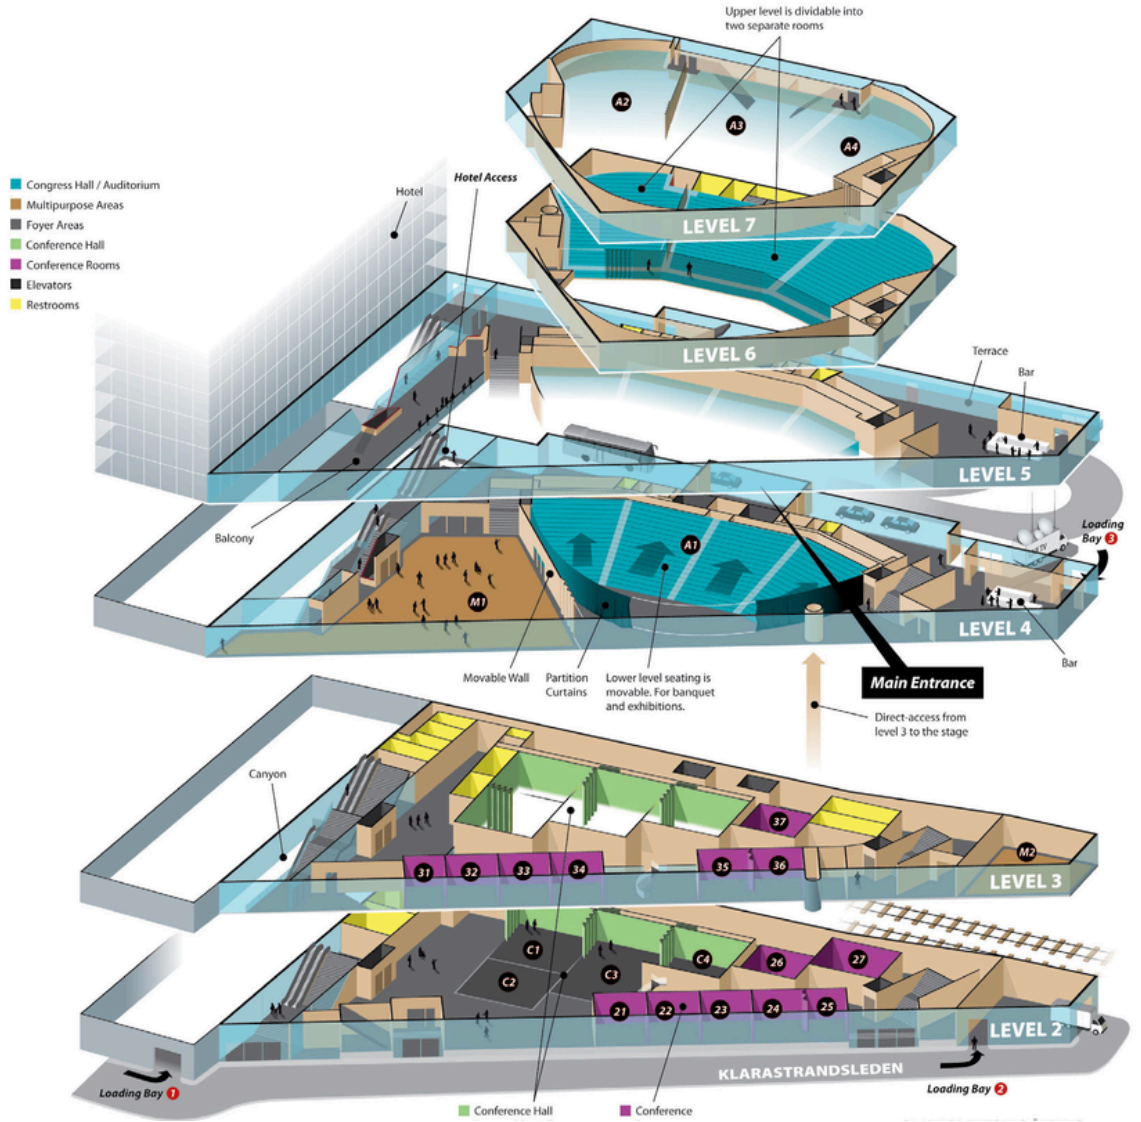 Upper level is dividable into
two separate rooms
A2
A3
A4
LEVEL 7
Congress Hall / Auditorium
Multipurpose Areas
Foyer Areas
Conference Hall
Conference Rooms
Elevators
Restrooms
Hotel
Hotel Access
LEVEL 6
Terrace
Bar
LEVEL 5
Balcony
Loading
Bay 3
TV
A1
M1
LEVEL 4
Bar
Movable Wall
Partition
Curtains
Lower level seating is
movable. For banquet
and exhibitions.
Main Entrance
Direct-access from
level 3 to the stage
Canyon
37
M2
31
32
33
34
35
36
LEVEL 3
C1
C2
C3
C4
26
27
21
22
23
24
25
LEVEL 2
KLARASTRANDSLEDEN
Loading Bay 1
Loading Bay 2
Conference Hall
Conference